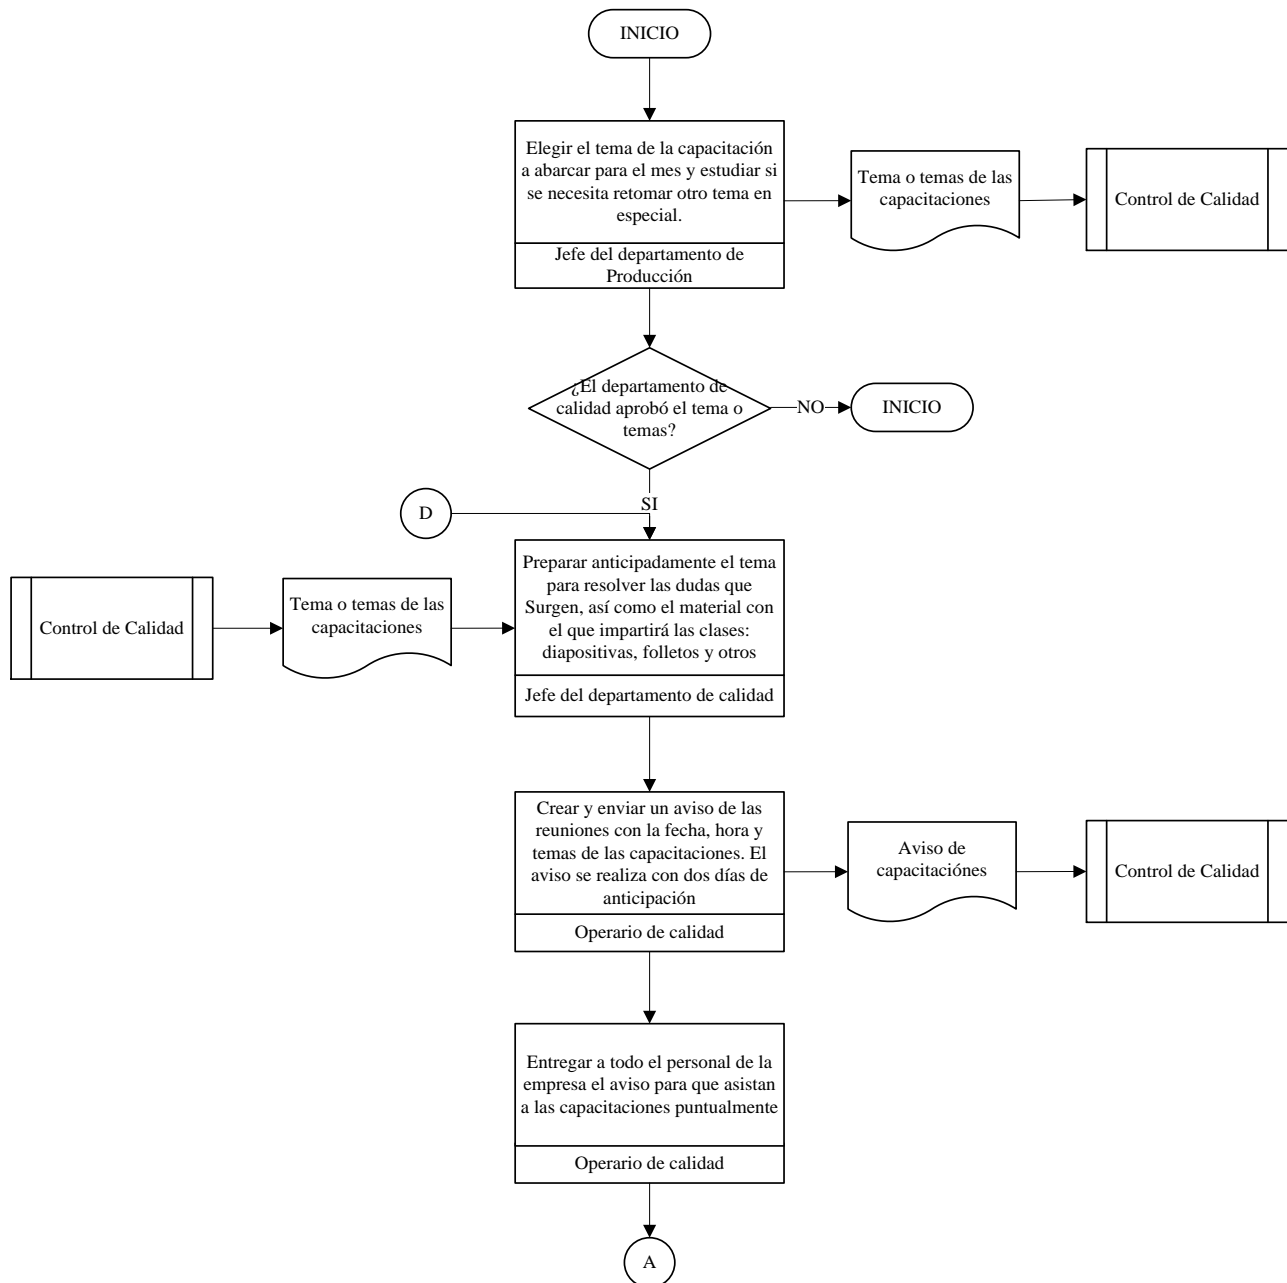 INICIO
Elegir el tema de la capacitación
a abarcar para el mes y estudiar si
se necesita retomar otro tema en
especial.
Jefe del departamento de
Producción
Tema o temas de las
capacitaciones
Control de Calidad
¿El departamento de
calidad aprobó el tema o
temas?
NO
INICIO
SI
D
Control de Calidad
Tema o temas de las
capacitaciones
Preparar anticipadamente el tema
para resolver las dudas que
Surgen, así como el material con
el que impartirá las clases:
diapositivas, folletos y otros
Jefe del departamento de calidad
Crear y enviar un aviso de las
reuniones con la fecha, hora y
temas de las capacitaciones. El
aviso se realiza con dos días de
anticipación
Operario de calidad
Aviso de
capacitaciónes
Control de Calidad
Entregar a todo el personal de la
empresa el aviso para que asistan
a las capacitaciones puntualmente
Operario de calidad
A